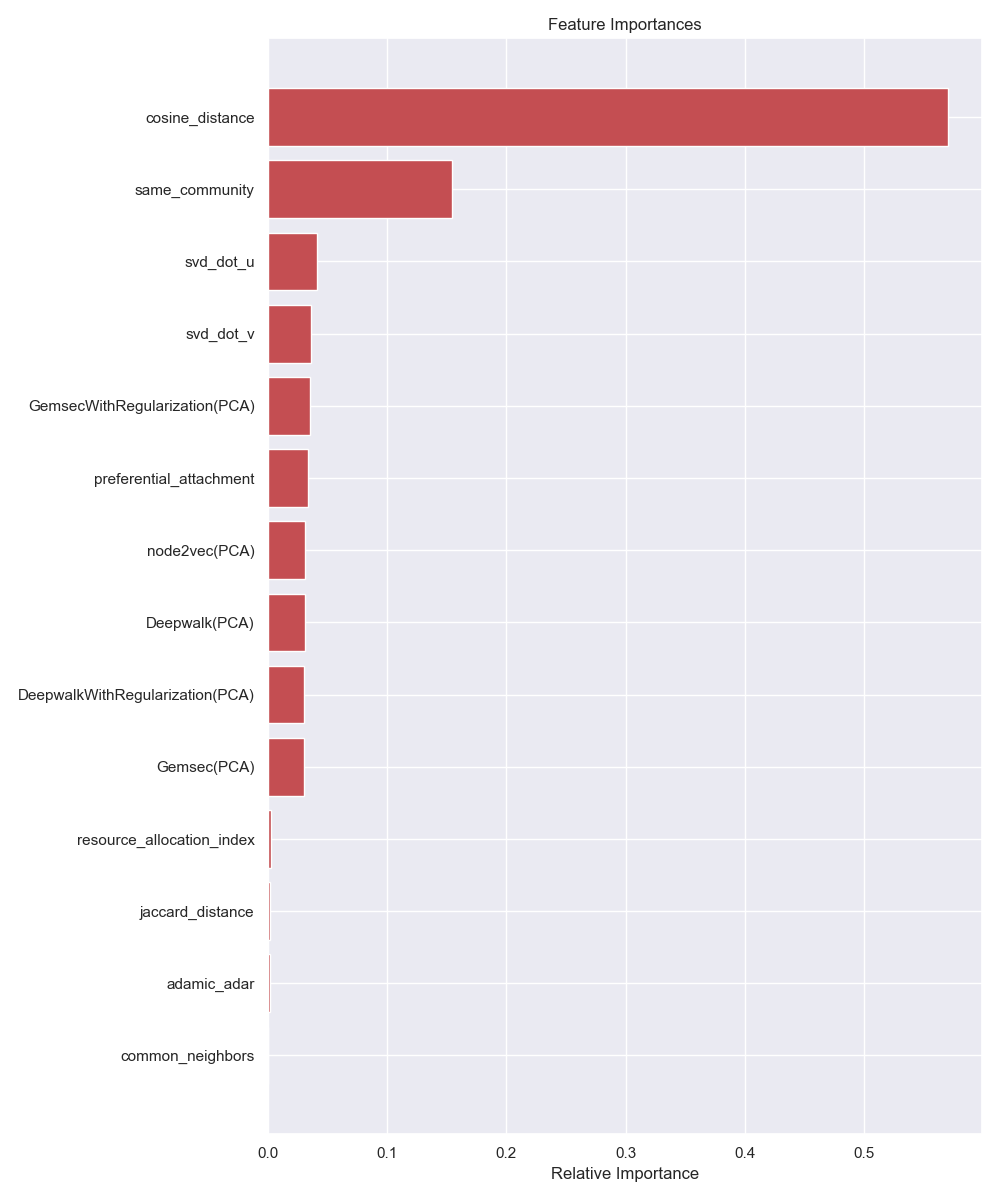 Feature Importances
cosine_distance
same_community
svd_dot_u
svd_dot_v
GemsecWithRegularization(PCA)
preferential_attachment
node2vec(PCA)
Deepwalk(PCA)
DeepwalkWithRegularization(PCA)
Gemsec(PCA)
resource_allocation_index
jaccard_distance
adamic_adar
common_neighbors
0.0 0.1 0.2 0.3 0.4 0.5
Relative Importance